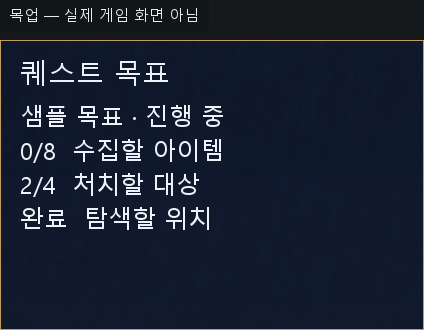 목업 — 실제 게임 화면 아님
퀘스트 목표
샘플 목표 · 진행 중
0/8 수집할 아이템
2/4 처치할 대상
완료 탐색할 위치